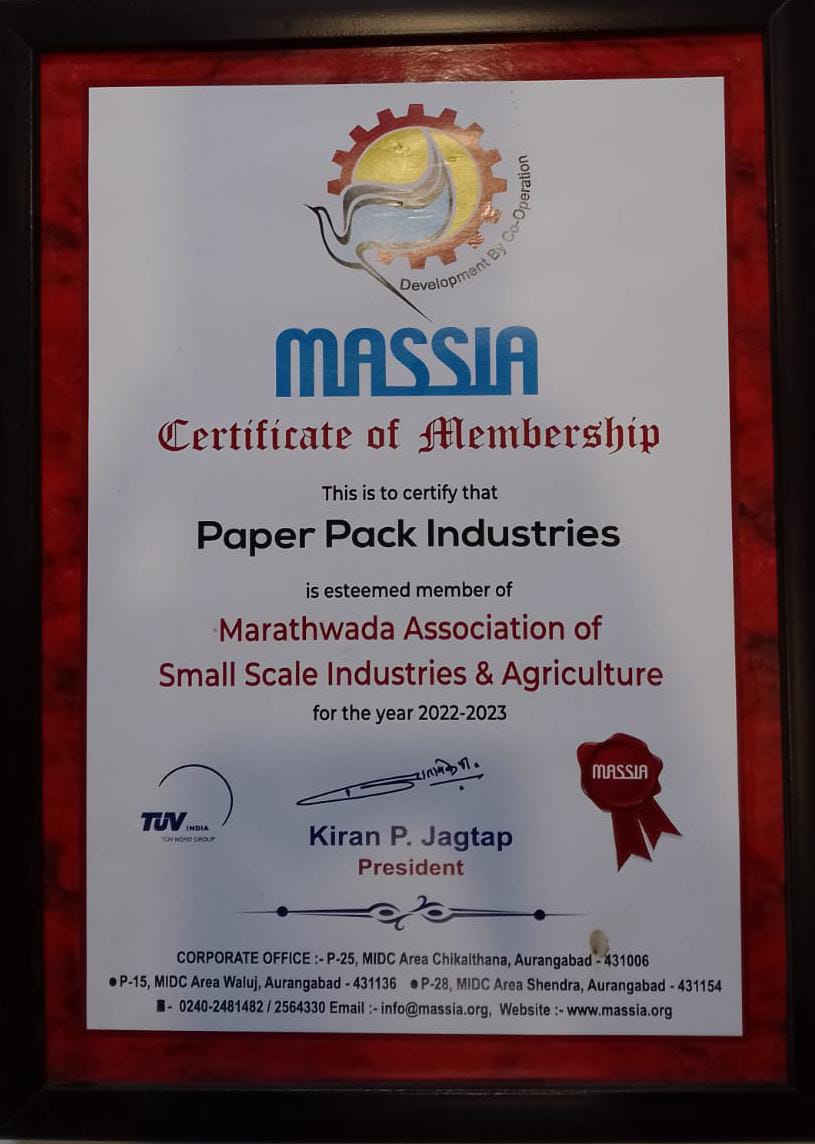 Development By Co-Operation
MASSIA
Certificate of Membership
This is to certify that
Paper Pack Industries
is esteemed member of
Marathwada Association of
Small Scale Industries & Agriculture
for the year 2022-2023
MASSIA
TUV INDIA
TUV NORD GROUP
Kiran P. Jagtap
President
CORPORATE OFFICE :- P-25, MIDC Area Chikalthana, Aurangabad - 431006
●P-15, MIDC Area Waluj, Aurangabad - 431136 ●P-28, MIDC Area Shendra, Aurangabad - 431154
- 0240-2481482 / 2564330 Email :- info@massia.org, Website :- www.massia.org